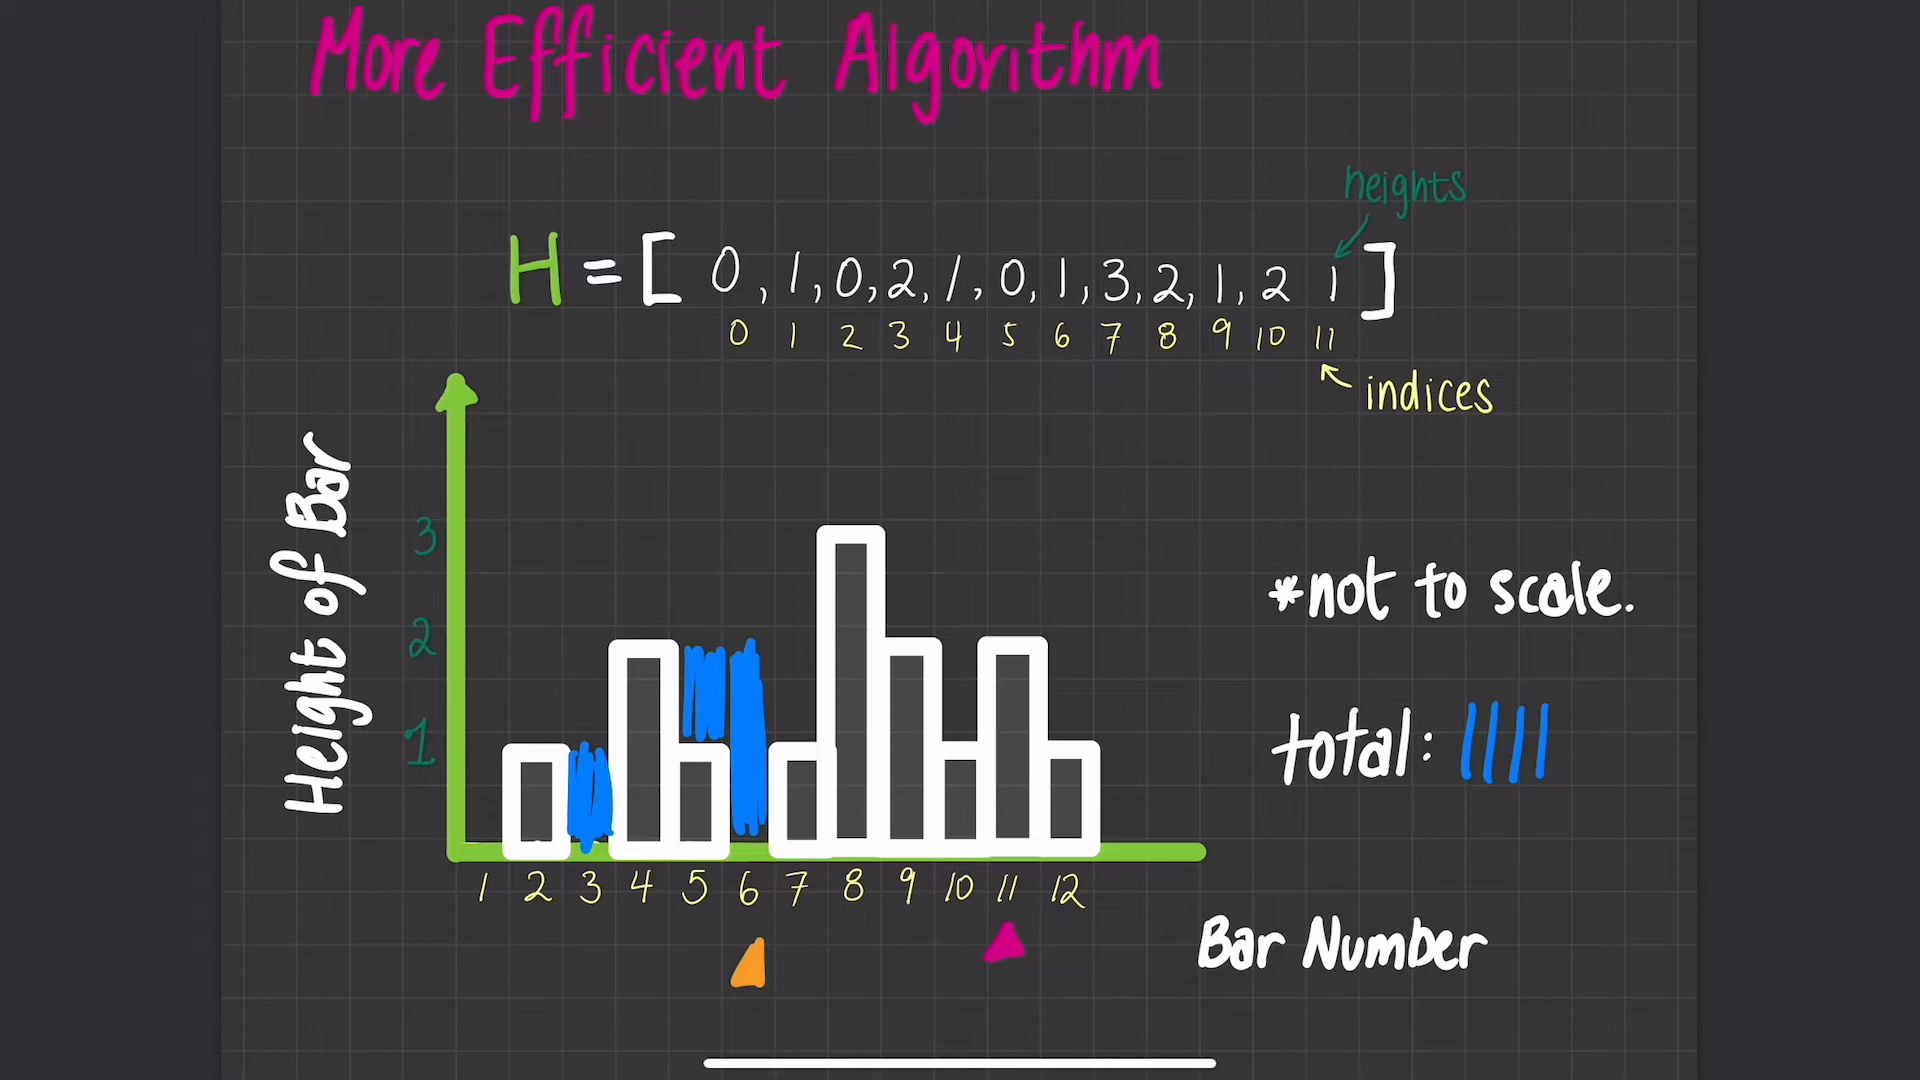 More Efficient Algorithm
heights
H = [ 0, 1, 0, 2, 1, 0, 1, 3, 2, 1, 2 1 ]
0 1 2 3 4 5 6 7 8 9 10 11
indices
Height of Bar
3
2
1
*not to scale.
total: ||||
1 2 3 4 5 6 7 8 9 10 11 12
Bar Number